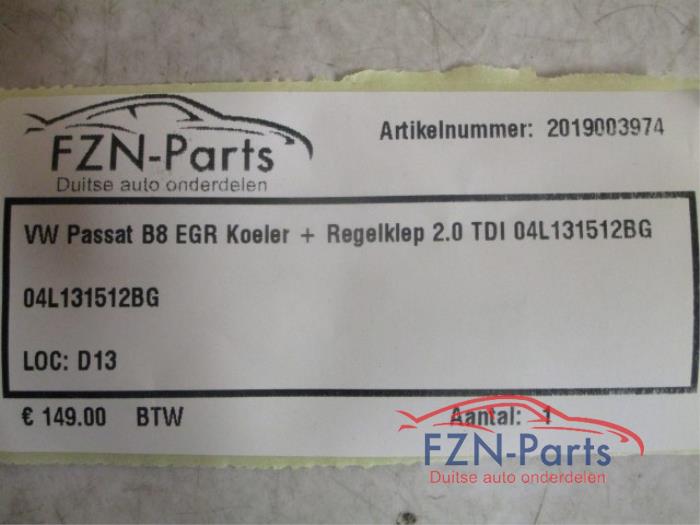 FZN-Parts
Duitse auto onderdelen
Artikelnummer: 2019003974
VW Passat B8 EGR Koeler + Regelklep 2.0 TDI 04L131512BG
04L131512BG
LOC: D13
€ 149.00 BTW Aantal: 1
FZN-Parts
Duitse auto onderdelen